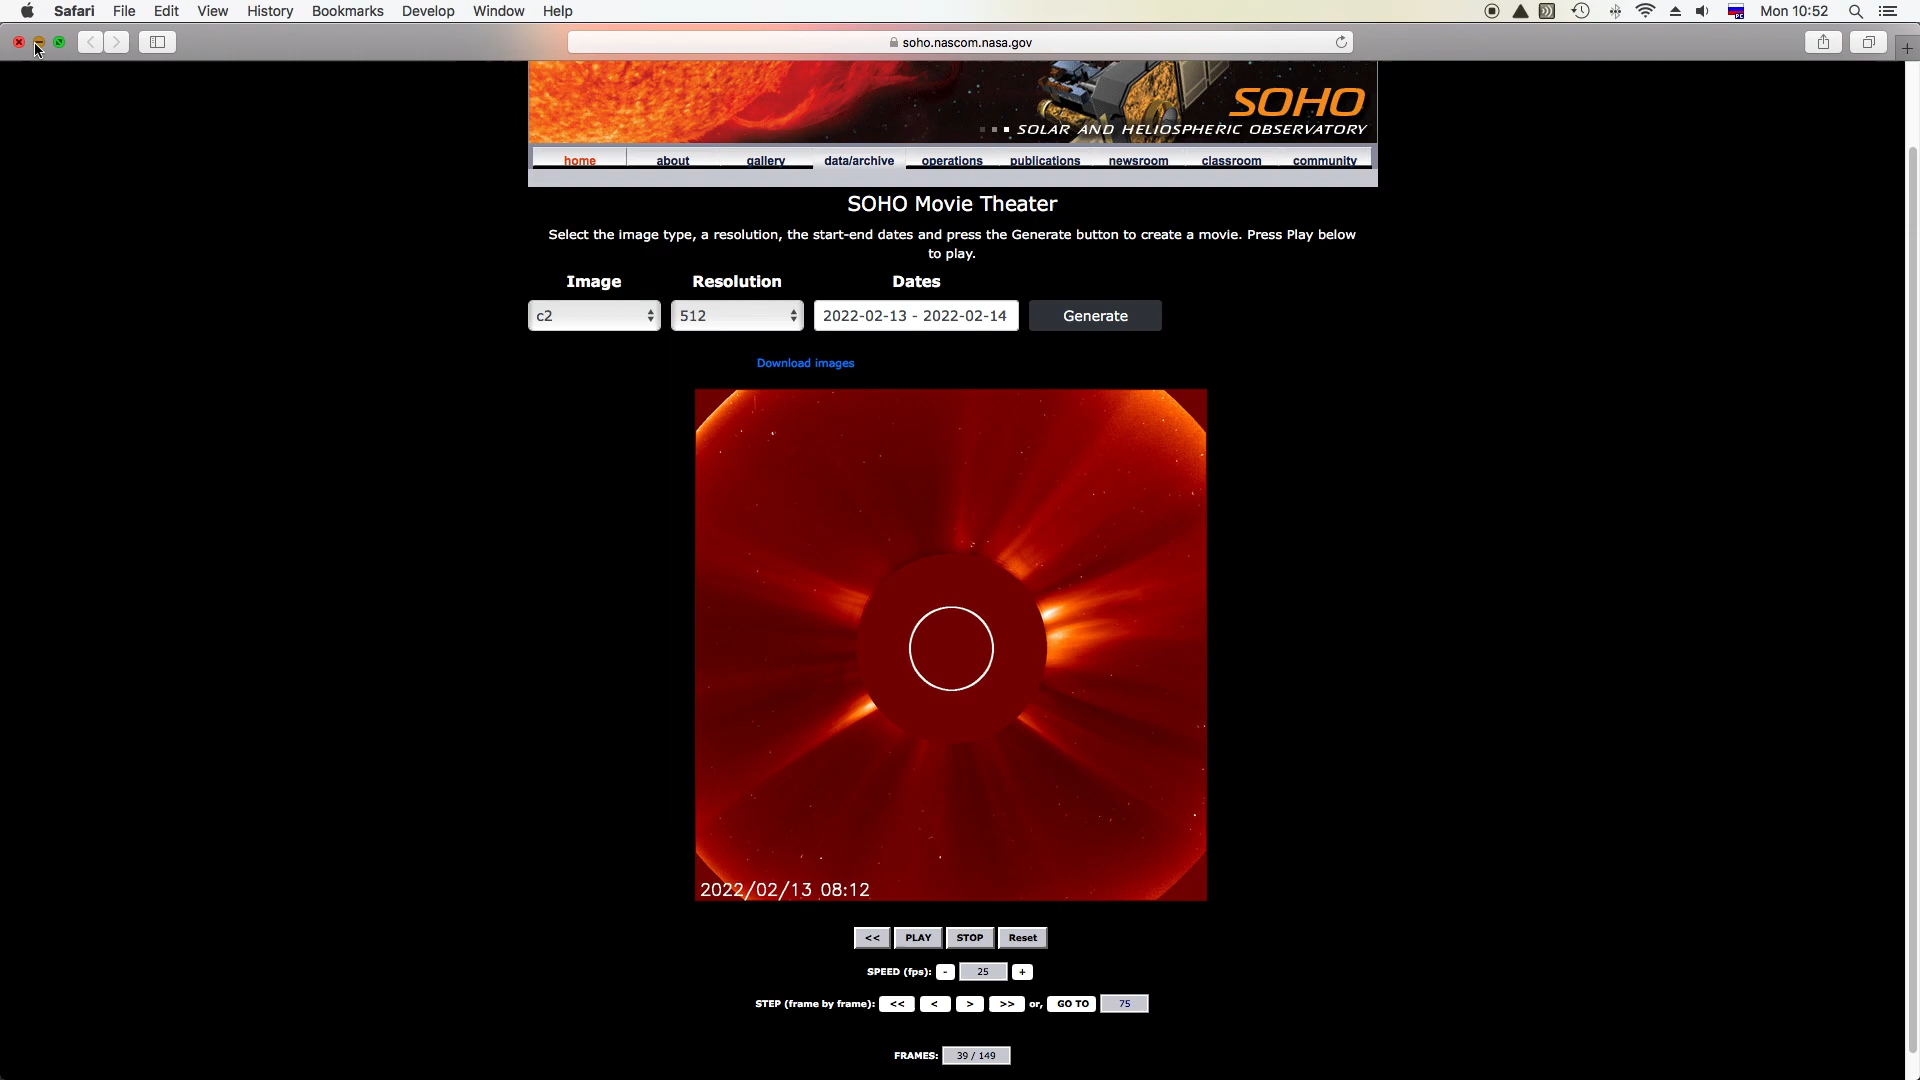 Safari File Edit View History Bookmarks Develop Window Help Mon 10:52
soho.nascom.nasa.gov
SOHO
SOLAR AND HELIOSPHERIC OBSERVATORY
home about gallery data/archive operations publications newsroom classroom community
SOHO Movie Theater
Select the image type, a resolution, the start-end dates and press the Generate button to create a movie. Press Play below
to play.
Image Resolution Dates
c2 512 2022-02-13 - 2022-02-14 Generate
Download images
2022/02/13 08:12
<< PLAY STOP Reset
SPEED (fps): - 25 +
STEP (frame by frame): << < > >> or, GO TO 75
FRAMES: 39 / 149